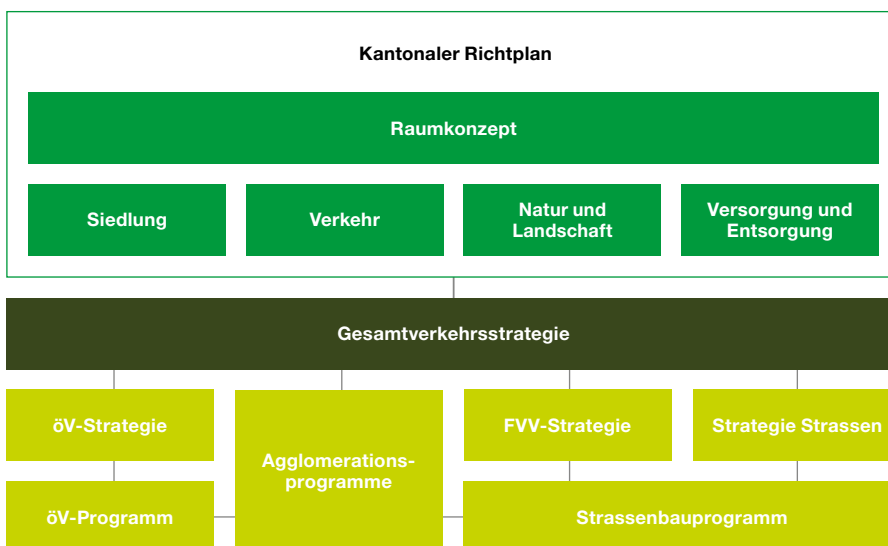 Kantonaler Richtplan
Raumkonzept
Siedlung
Verkehr
Natur und
Landschaft
Versorgung und
Entsorgung
Gesamtverkehrsstrategie
öV-Strategie
Agglomerations-
programme
FVV-Strategie
Strategie Strassen
öV-Programm
Strassenbauprogramm